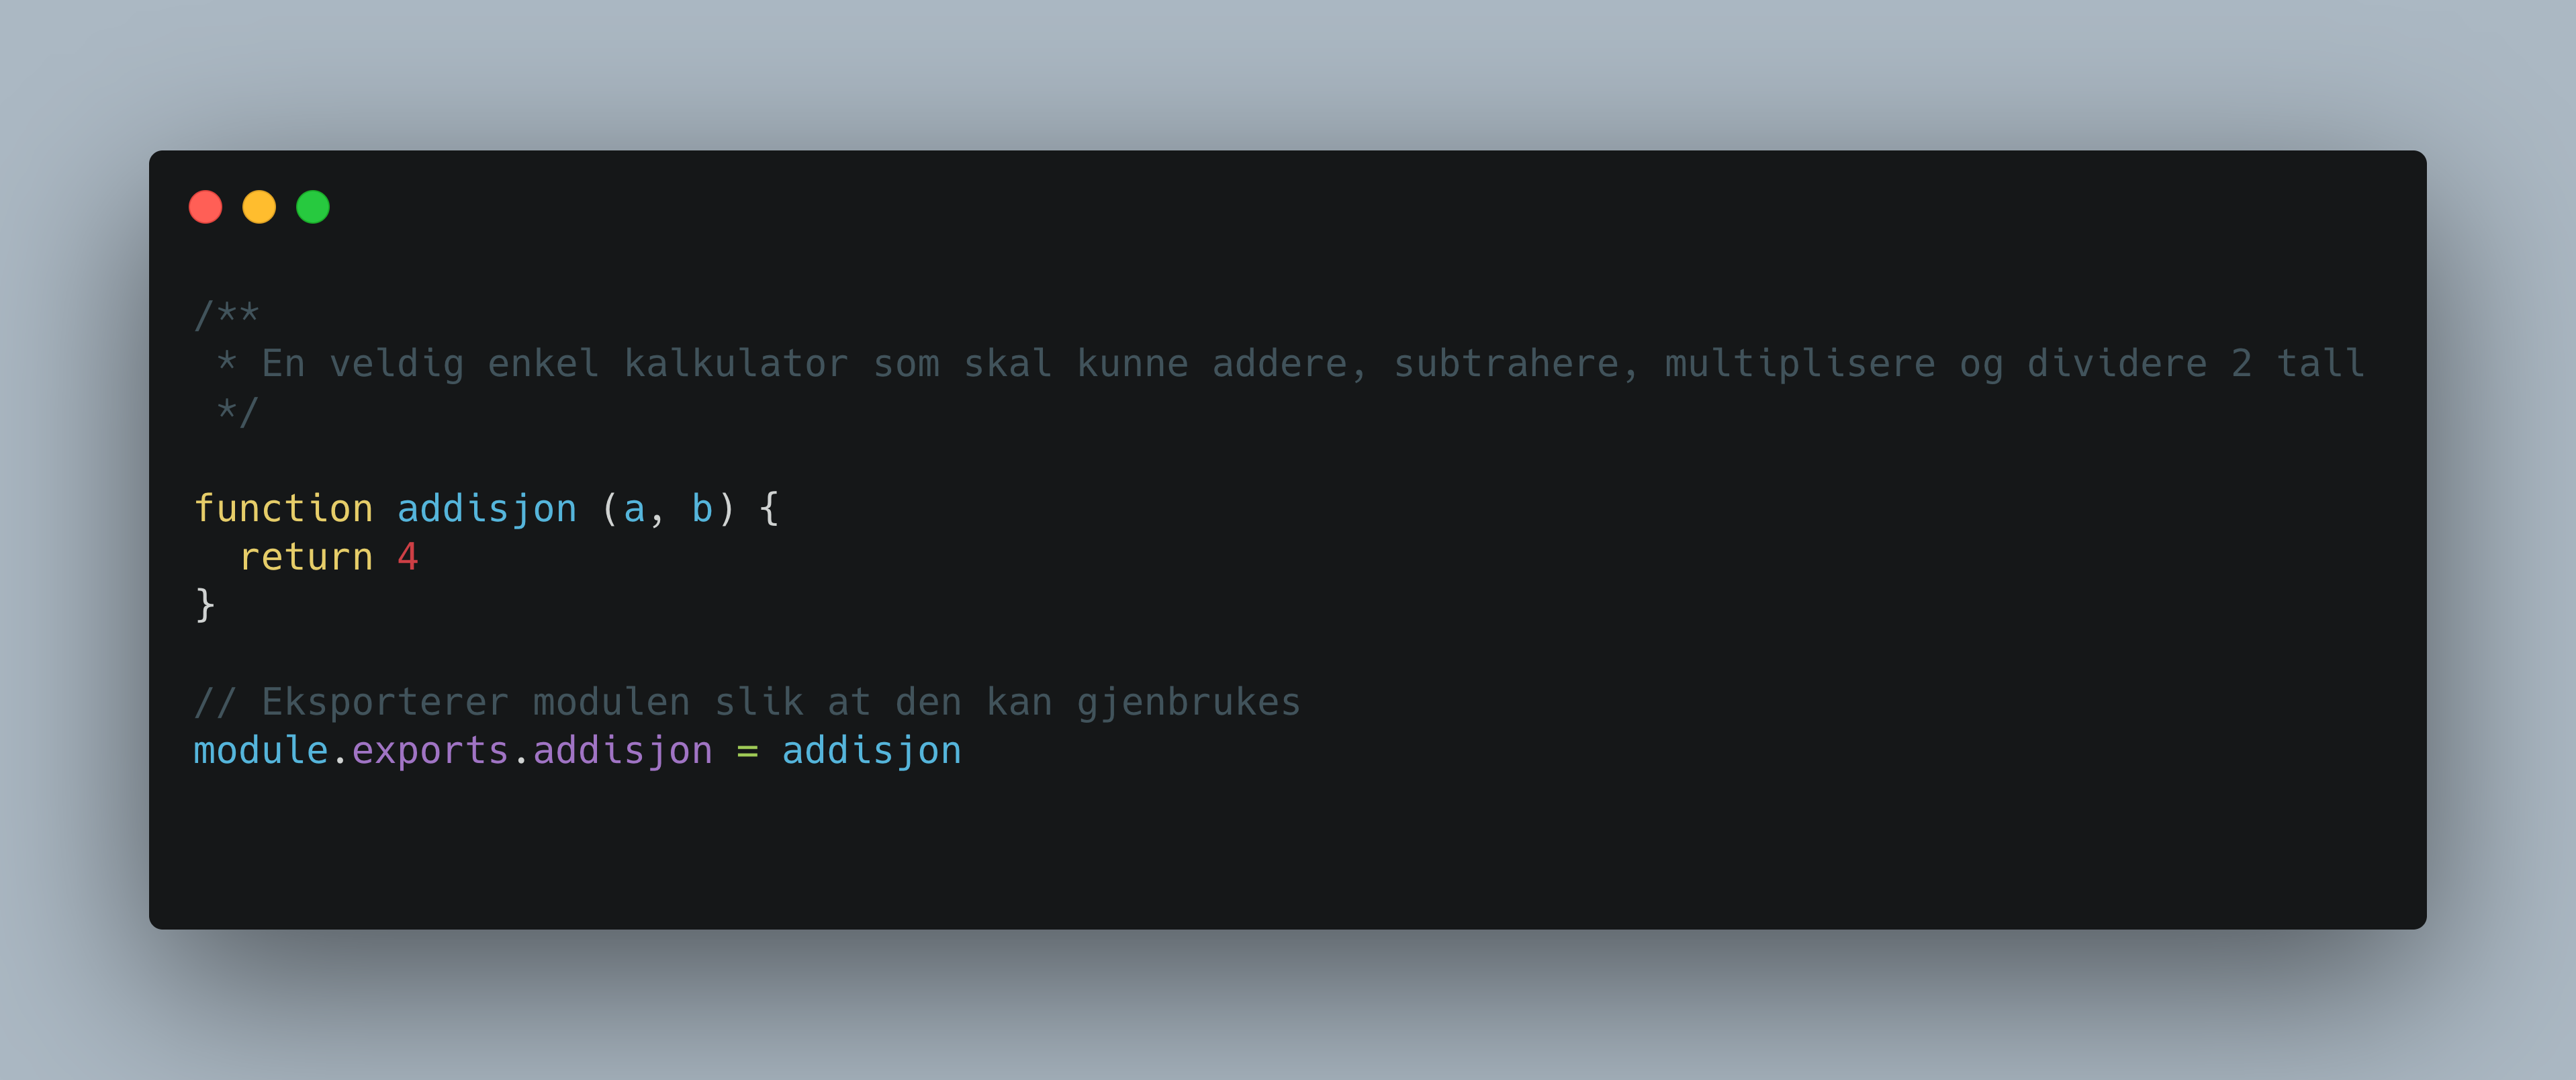 /**
 * En veldig enkel kalkulator som skal kunne addere, subtrahere, multiplisere og dividere 2 tall
 */
function addisjon (a, b) {
  return 4
}
// Eksporterer modulen slik at den kan gjenbrukes
module.exports.addisjon = addisjon